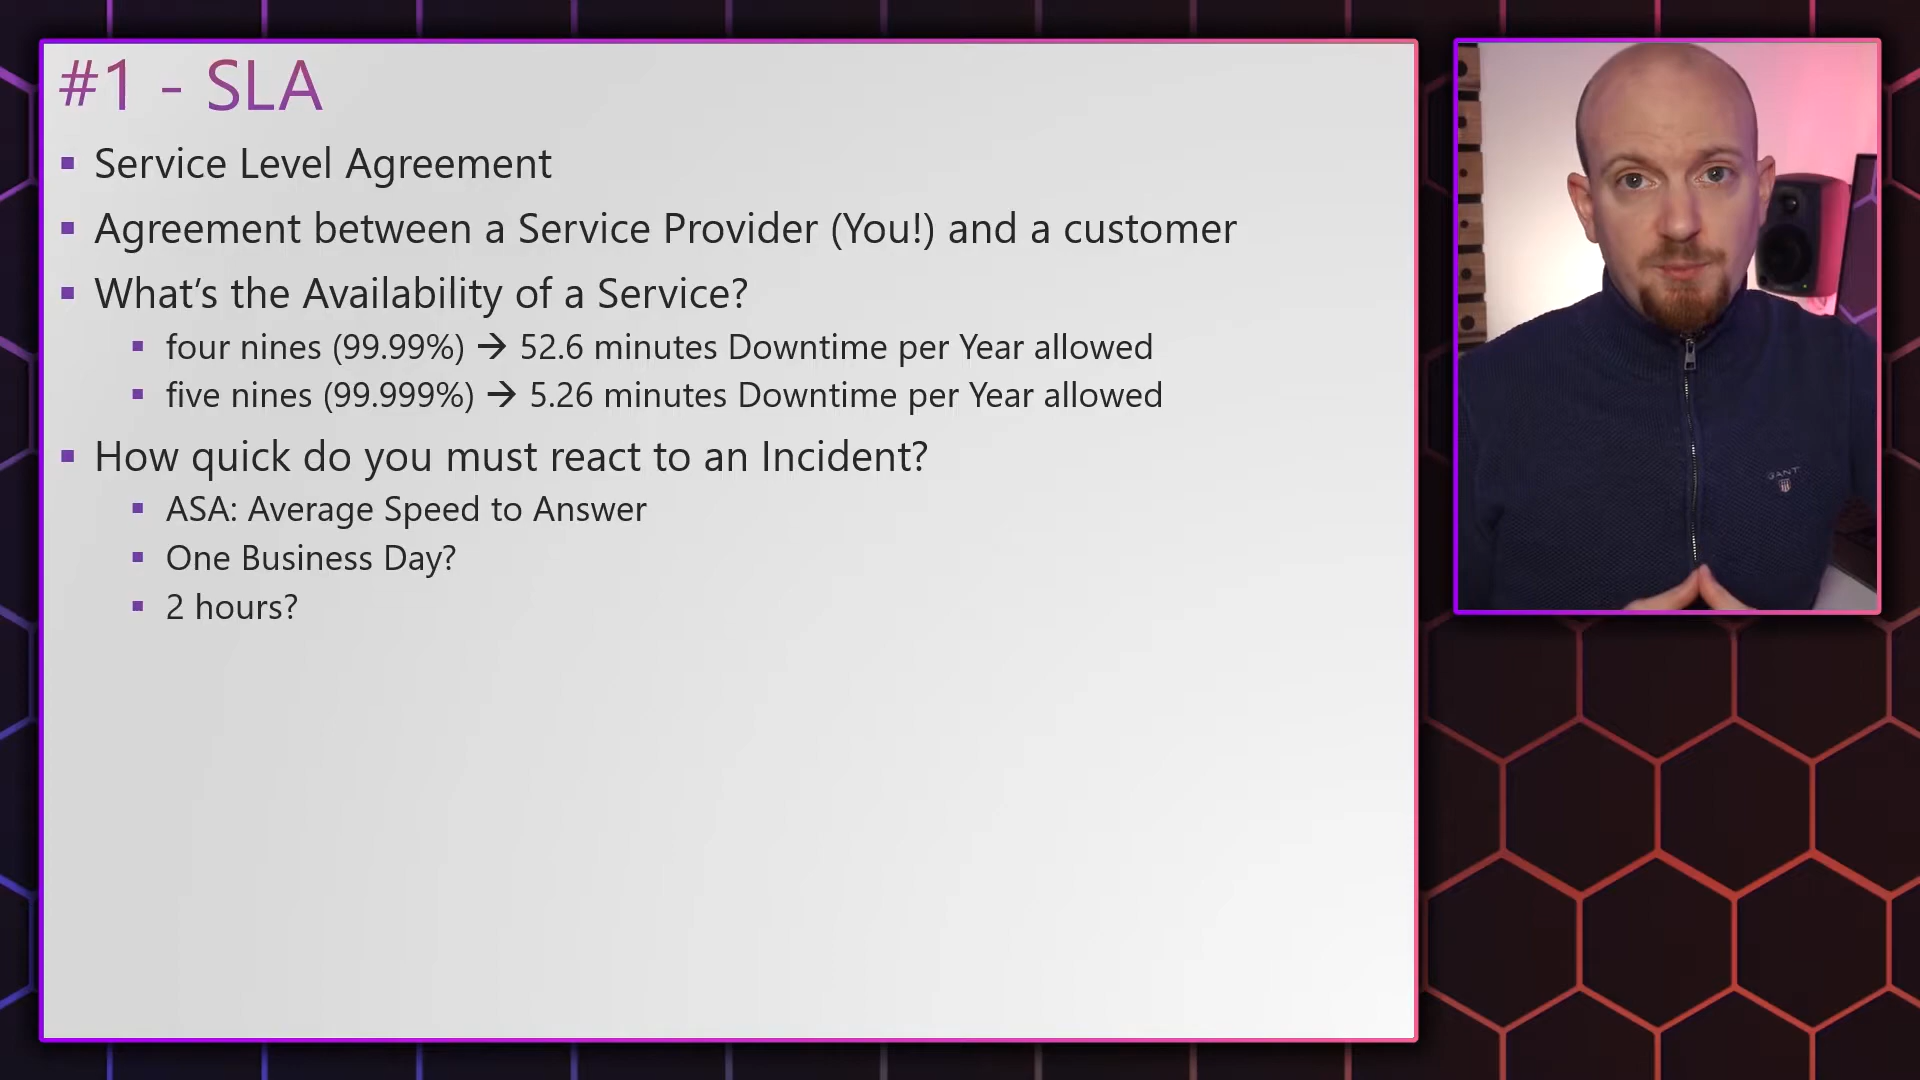 #1 - SLA
Service Level Agreement
Agreement between a Service Provider (You!) and a customer
What’s the Availability of a Service?
four nines (99.99%) → 52.6 minutes Downtime per Year allowed
five nines (99.999%) → 5.26 minutes Downtime per Year allowed
How quick do you must react to an Incident?
ASA: Average Speed to Answer
One Business Day?
2 hours?
GANT